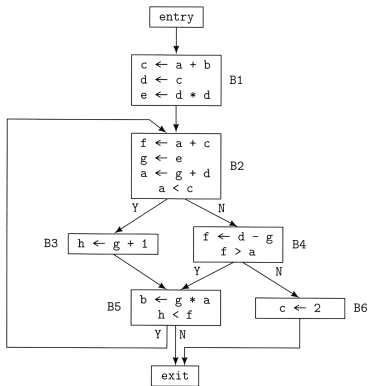 entry
c ← a + b
d ← c
e ← d * d
B1
f ← a + c
g ← e
a ← g + d
a < c
B2
Y
N
B3
h ← g + 1
f ← d - g
f > a
B4
Y
N
B5
b ← g * a
h < f
c ← 2
B6
Y
N
exit